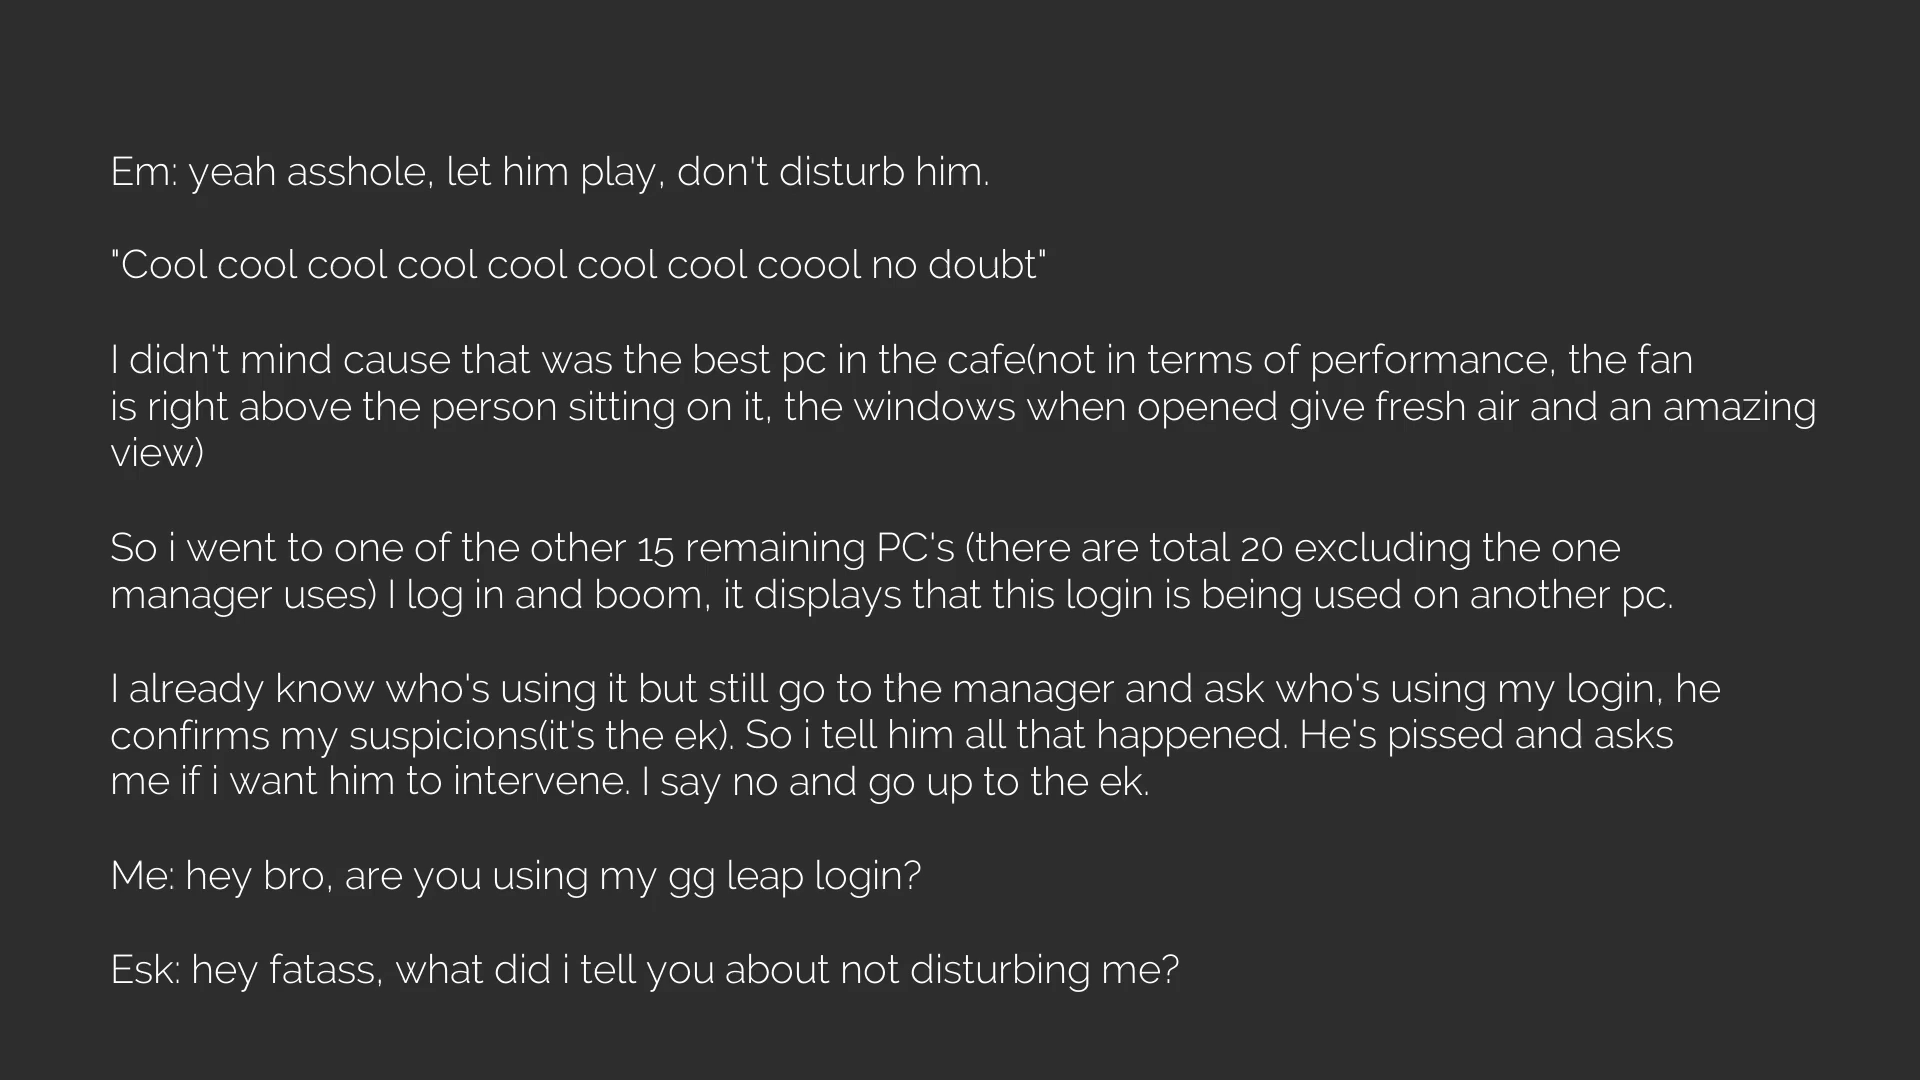 Em: yeah asshole, let him play, don't disturb him.
"Cool cool cool cool cool cool cool coool no doubt"
I didn't mind cause that was the best pc in the cafe(not in terms of performance, the fan
is right above the person sitting on it, the windows when opened give fresh air and an amazing
view)
So i went to one of the other 15 remaining PC's (there are total 20 excluding the one
manager uses) I log in and boom, it displays that this login is being used on another pc.
I already know who's using it but still go to the manager and ask who's using my login, he
confirms my suspicions(it's the ek). So i tell him all that happened. He's pissed and asks
me if i want him to intervene. I say no and go up to the ek.
Me: hey bro, are you using my gg leap login?
Esk: hey fatass, what did i tell you about not disturbing me?